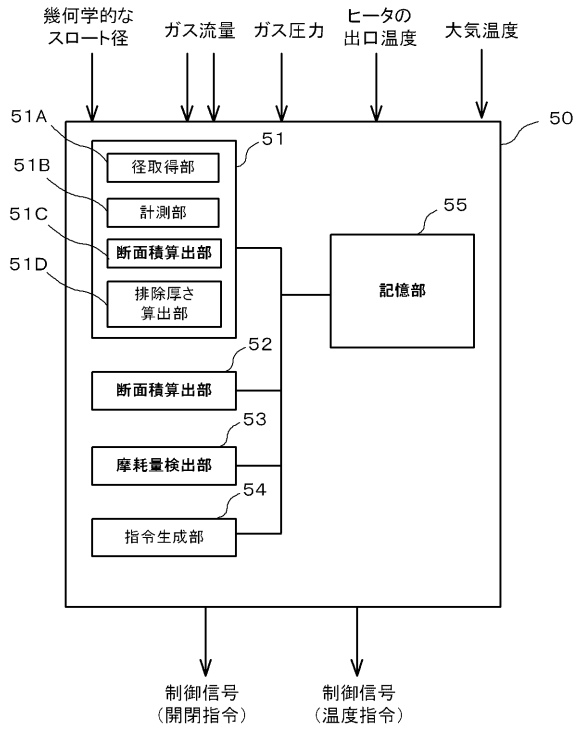 幾何学的な
スロート径
ガス流量
ガス圧力
ヒータの
出口温度
大気温度
50
51
51A
径取得部
51B
計測部
51C
断面積算出部
51D
排除厚さ
算出部
52
断面積算出部
53
摩耗量検出部
54
指令生成部
55
記憶部
制御信号
(開閉指令)
制御信号
(温度指令)